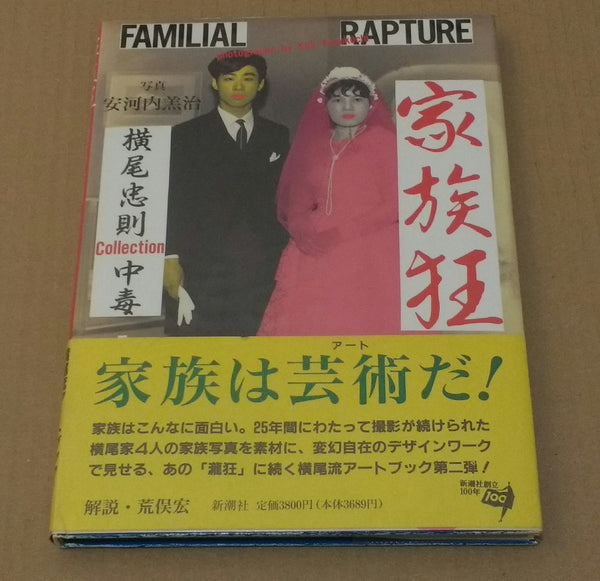 FAMILIAL RAPTURE
photographs by
写真
安河内羔治
家族狂
横尾忠則
Collection
中毒
アート
家族は芸術だ！
家族はこんなに面白い。25年間にわたって撮影が続けられた
横尾家4人の家族写真を素材に、変幻自在のデザインワーク
で見せる、あの「瀧狂」に続く横尾流アートブック第二弾！
解説・荒俣宏
新潮社 定価3800円（本体3689円）
新潮社創立
100年
100